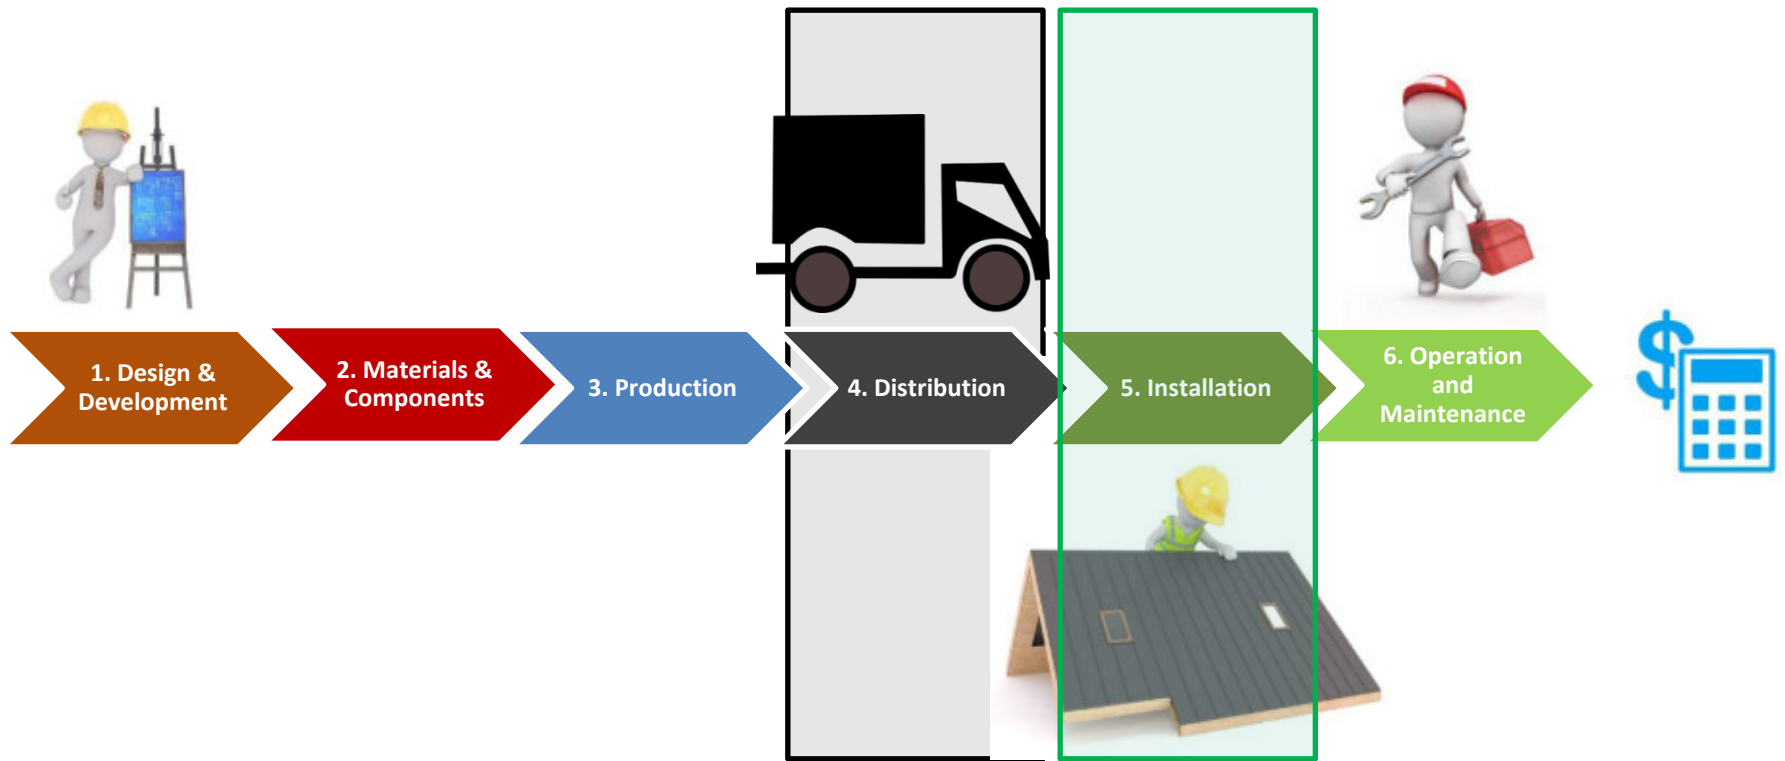 1. Design &
Development
2. Materials &
Components
3. Production
4. Distribution
5. Installation
6. Operation
and
Maintenance
$